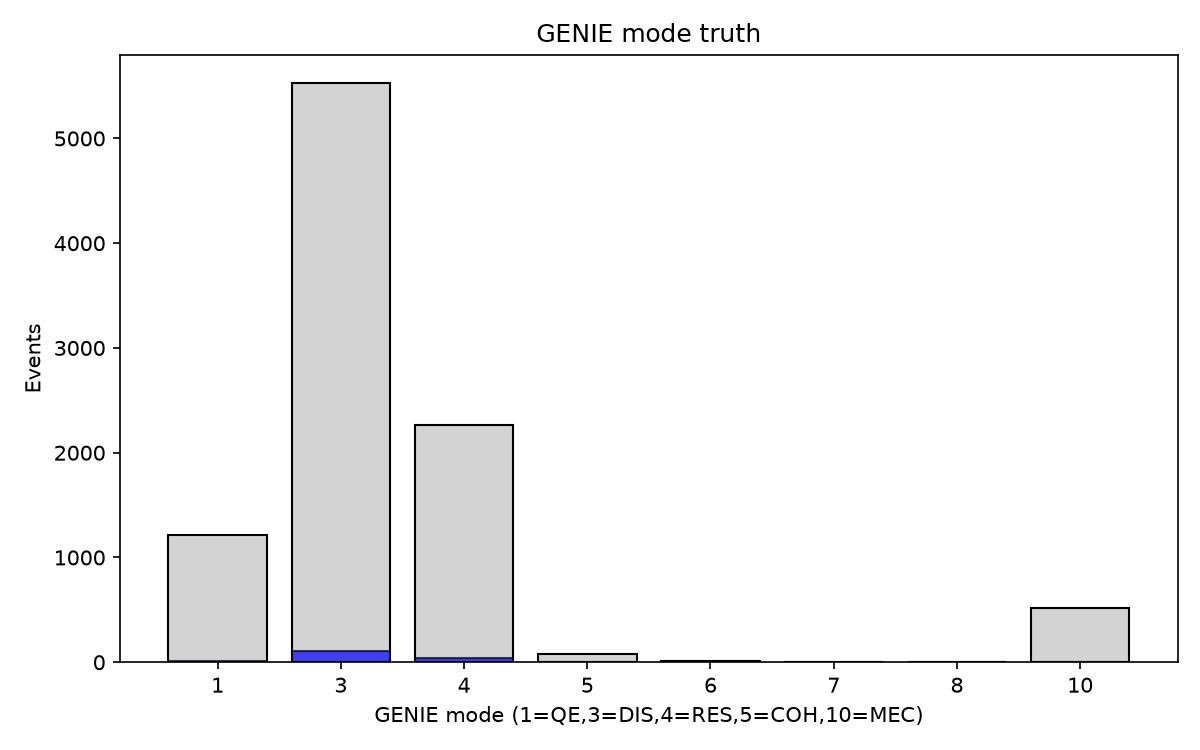 GENIE mode truth
5000
4000
3000
2000
1000
0
Events
1 3 4 5 6 7 8 10
GENIE mode (1=QE,3=DIS,4=RES,5=COH,10=MEC)